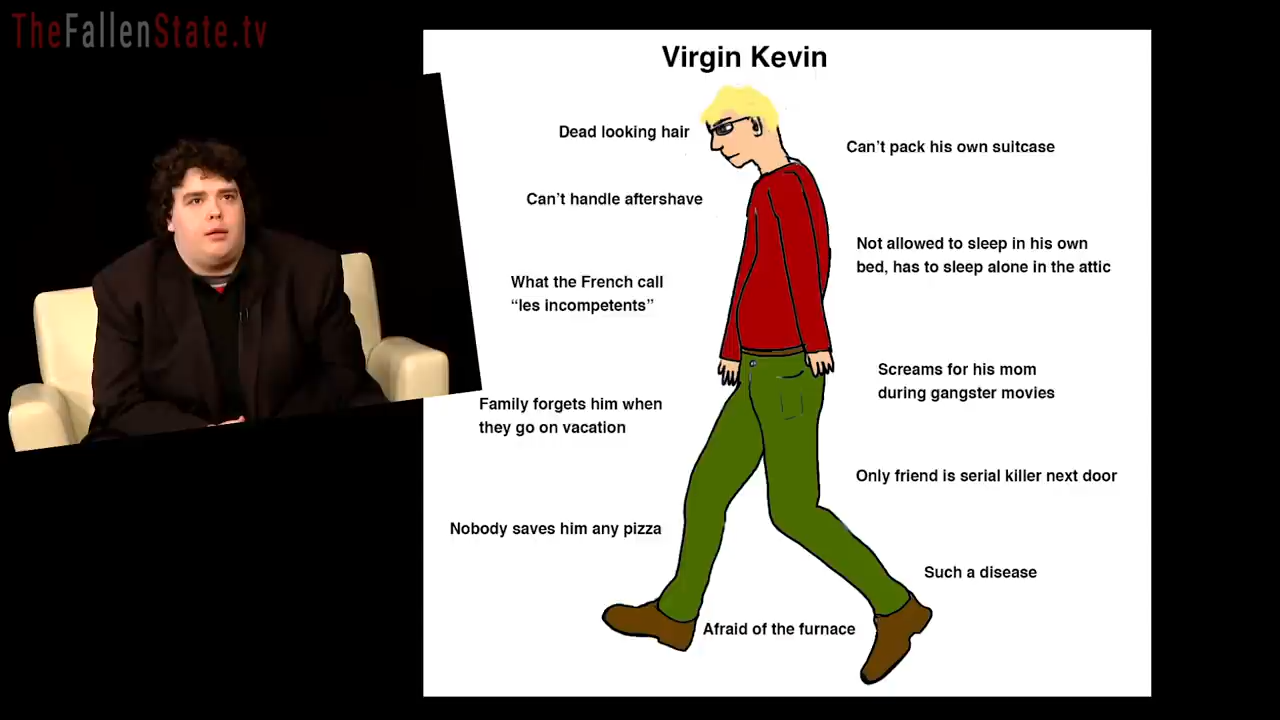 TheFallenState.tv
Virgin Kevin
Dead looking hair
Can't pack his own suitcase
Can't handle aftershave
Not allowed to sleep in his own
bed, has to sleep alone in the attic
What the French call
“les incompetents”
Screams for his mom
during gangster movies
Family forgets him when
they go on vacation
Only friend is serial killer next door
Nobody saves him any pizza
Such a disease
Afraid of the furnace